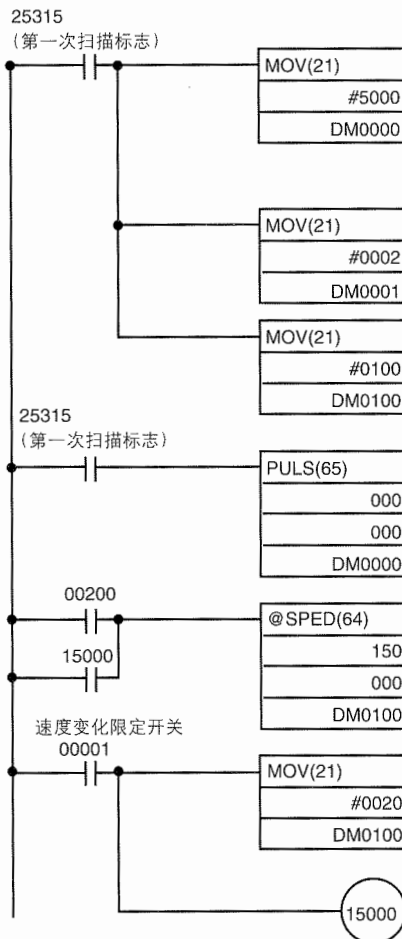 25315
（第一次扫描标志）
MOV(21)
#5000
DM0000
MOV(21)
#0002
DM0001
MOV(21)
#0100
DM0100
25315
（第一次扫描标志）
PULS(65)
000
000
DM0000
00200
@SPED(64)
150
15000
000
DM0100
速度变化限定开关
00001
MOV(21)
#0020
DM0100
15000